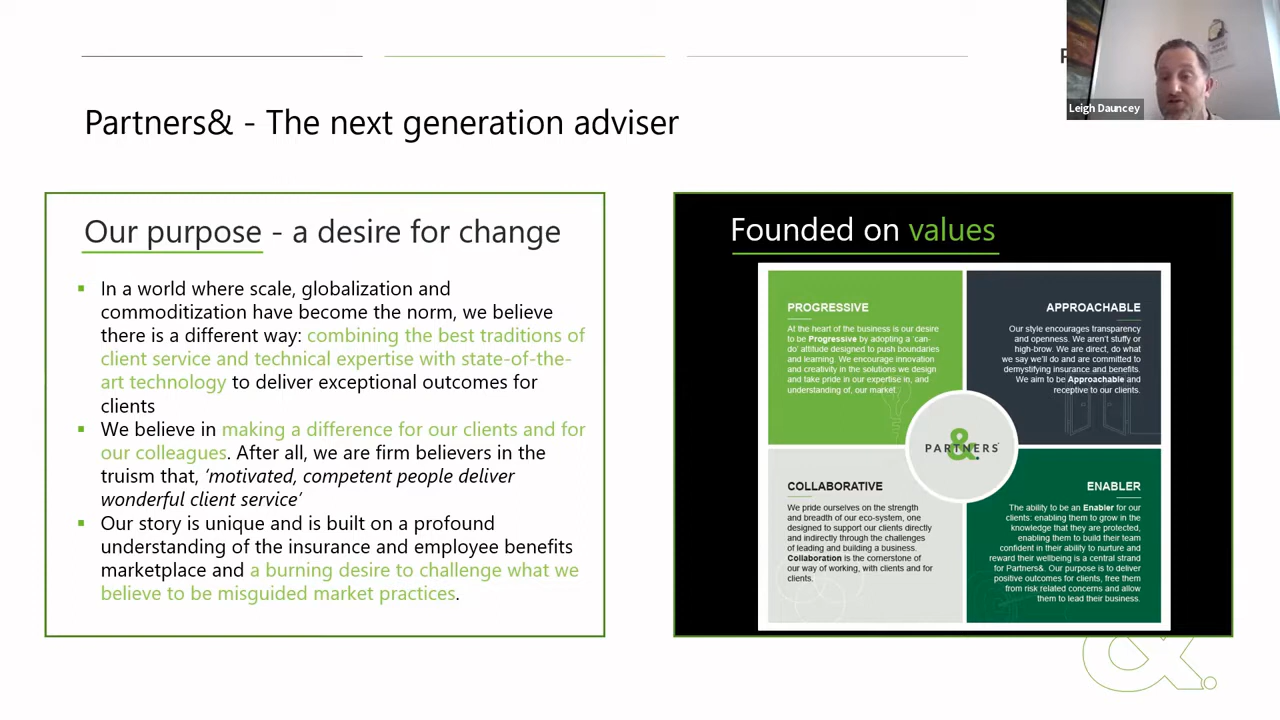 Leigh Dauncey
Partners& - The next generation adviser
Our purpose - a desire for change
▪ In a world where scale, globalization and
commoditization have become the norm, we believe
there is a different way: combining the best traditions of
client service and technical expertise with state-of-the-
art technology to deliver exceptional outcomes for
clients
▪ We believe in making a difference for our clients and for
our colleagues. After all, we are firm believers in the
truism that, ‘motivated, competent people deliver
wonderful client service’
▪ Our story is unique and is built on a profound
understanding of the insurance and employee benefits
marketplace and a burning desire to challenge what we
believe to be misguided market practices.
Founded on values
PROGRESSIVE
At the heart of the business is our desire
to be Progressive by adopting a ‘can-
do’ attitude designed to push boundaries
and learning. We encourage innovation
and creativity in the solutions we design
and take pride in our expertise in, and
understanding of, our market.
APPROACHABLE
Our style encourages transparency
and openness. We aren’t stuffy or
high-brow. We are direct, do what
we say we’ll do and are committed to
demystifying insurance and benefits.
We aim to be Approachable and
receptive to our clients.
PARTNERS
&.
COLLABORATIVE
We pride ourselves on the strength
and breadth of our eco-system, one
designed to support our clients directly
and indirectly through the challenges
of leading and building a business.
Collaboration is the cornerstone of
our way of working, with clients and for
clients.
ENABLER
The ability to be an Enabler for our
clients: enabling them to grow in the
knowledge that they are protected,
enabling them to build their team
confident in their ability to nurture and
reward their wellbeing is a central strand
for Partners&. Our purpose is to deliver
positive outcomes for clients, free them
from risk related concerns and allow
them to lead their business.
&.